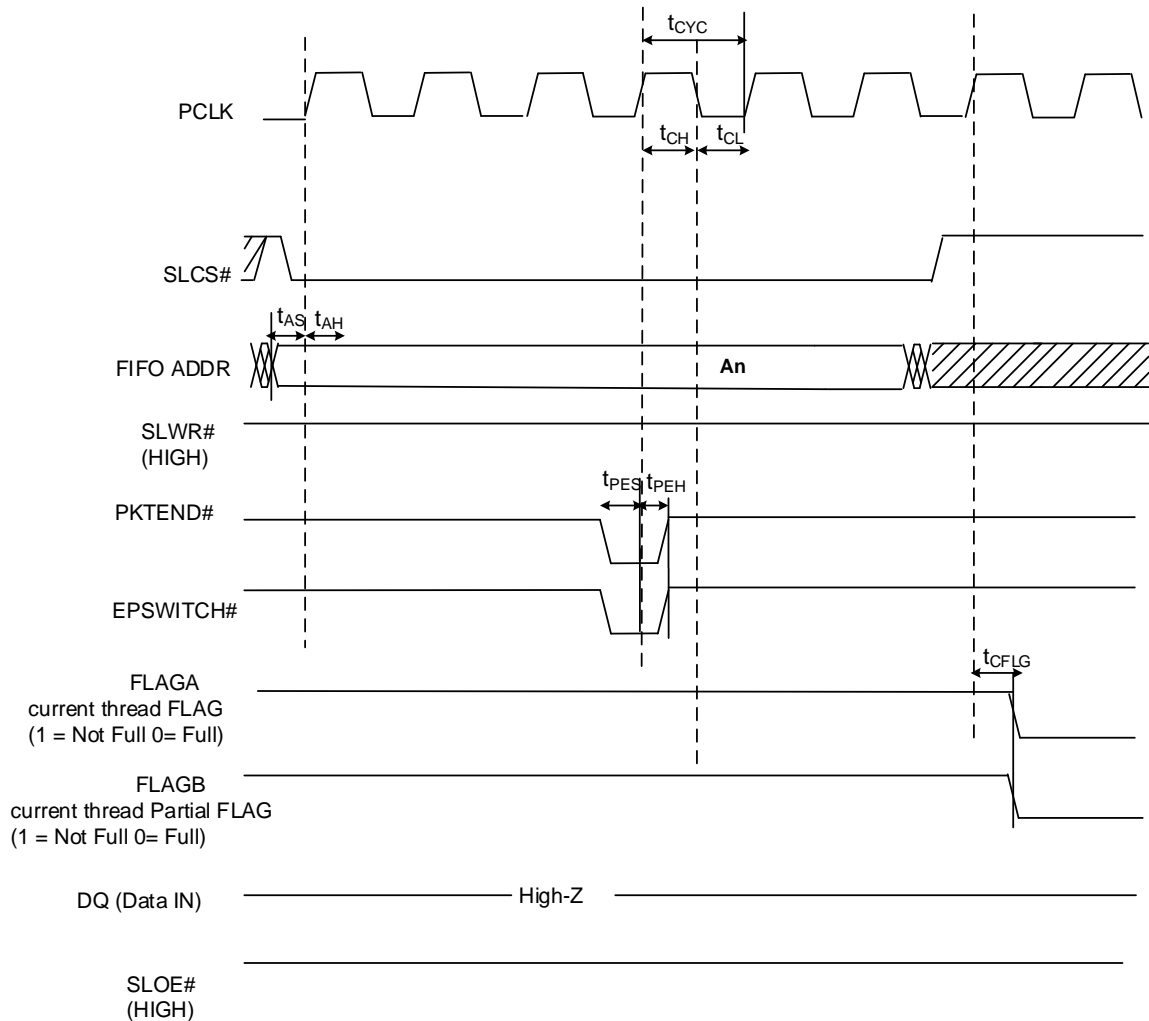 tCYC
PCLK
tCH
tCL
SLCS#
tAS
tAH
FIFO ADDR
An
SLWR#
(HIGH)
tPES
tPEH
PKTEND#
EPSWITCH#
tCFLG
FLAGA
current thread FLAG
(1 = Not Full 0= Full)
FLAGB
current thread Partial FLAG
(1 = Not Full 0= Full)
DQ (Data IN)
High-Z
SLOE#
(HIGH)